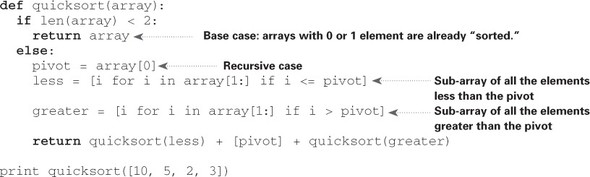 def quicksort(array):
if len(array) < 2:
return array Base case: arrays with 0 or 1 element are already “sorted.”
else:
pivot = array[0] Recursive case
less = [i for i in array[1:] if i <= pivot] Sub-array of all the elements
less than the pivot
greater = [i for i in array[1:] if i > pivot] Sub-array of all the elements
greater than the pivot
return quicksort(less) + [pivot] + quicksort(greater)
print quicksort([10, 5, 2, 3])